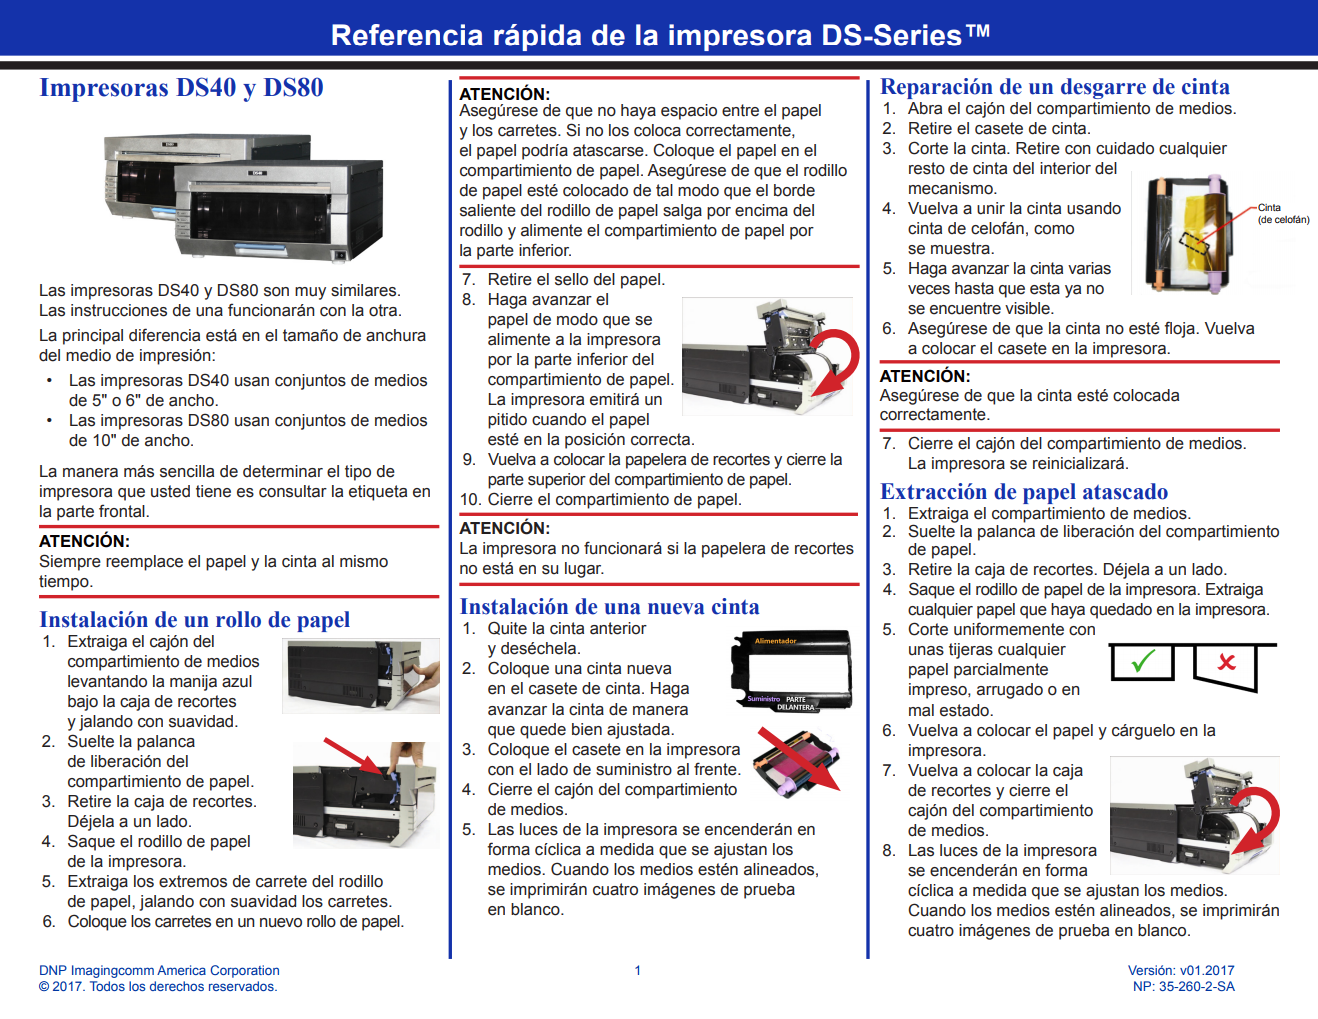 Referencia rápida de la impresora DS-Series™
Impresoras DS40 y DS80
DS80
DS40
Las impresoras DS40 y DS80 son muy similares.
Las instrucciones de una funcionarán con la otra.
La principal diferencia está en el tamaño de anchura
del medio de impresión:
• Las impresoras DS40 usan conjuntos de medios
de 5" o 6" de ancho.
• Las impresoras DS80 usan conjuntos de medios
de 10" de ancho.
La manera más sencilla de determinar el tipo de
impresora que usted tiene es consultar la etiqueta en
la parte frontal.
ATENCIÓN:
Siempre reemplace el papel y la cinta al mismo
tiempo.
Instalación de un rollo de papel
1. Extraiga el cajón del
compartimiento de medios
levantando la manija azul
bajo la caja de recortes
y jalando con suavidad.
2. Suelte la palanca
de liberación del
compartimiento de papel.
3. Retire la caja de recortes.
Déjela a un lado.
4. Saque el rodillo de papel
de la impresora.
5. Extraiga los extremos de carrete del rodillo
de papel, jalando con suavidad los carretes.
6. Coloque los carretes en un nuevo rollo de papel.
ATENCIÓN:
Asegúrese de que no haya espacio entre el papel
y los carretes. Si no los coloca correctamente,
el papel podría atascarse. Coloque el papel en el
compartimiento de papel. Asegúrese de que el rodillo
de papel esté colocado de tal modo que el borde
saliente del rodillo de papel salga por encima del
rodillo y alimente el compartimiento de papel por
la parte inferior.
7. Retire el sello del papel.
8. Haga avanzar el
papel de modo que se
alimente a la impresora
por la parte inferior del
compartimiento de papel.
La impresora emitirá un
pitido cuando el papel
esté en la posición correcta.
9. Vuelva a colocar la papelera de recortes y cierre la
parte superior del compartimiento de papel.
10. Cierre el compartimiento de papel.
ATENCIÓN:
La impresora no funcionará si la papelera de recortes
no está en su lugar.
Instalación de una nueva cinta
1. Quite la cinta anterior
y deséchela.
2. Coloque una cinta nueva
en el casete de cinta. Haga
avanzar la cinta de manera
que quede bien ajustada.
3. Coloque el casete en la impresora
con el lado de suministro al frente.
4. Cierre el cajón del compartimiento
de medios.
5. Las luces de la impresora se encenderán en
forma cíclica a medida que se ajustan los
medios. Cuando los medios estén alineados,
se imprimirán cuatro imágenes de prueba
en blanco.
Alimentador
Suministro PARTE
DELANTERA
Reparación de un desgarre de cinta
1. Abra el cajón del compartimiento de medios.
2. Retire el casete de cinta.
3. Corte la cinta. Retire con cuidado cualquier
resto de cinta del interior del
mecanismo.
4. Vuelva a unir la cinta usando
cinta de celofán, como
se muestra.
5. Haga avanzar la cinta varias
veces hasta que esta ya no
se encuentre visible.
6. Asegúrese de que la cinta no esté floja. Vuelva
a colocar el casete en la impresora.
Cinta
(de celofán)
ATENCIÓN:
Asegúrese de que la cinta esté colocada
correctamente.
7. Cierre el cajón del compartimiento de medios.
La impresora se reinicializará.
Extracción de papel atascado
1. Extraiga el compartimiento de medios.
2. Suelte la palanca de liberación del compartimiento
de papel.
3. Retire la caja de recortes. Déjela a un lado.
4. Saque el rodillo de papel de la impresora. Extraiga
cualquier papel que haya quedado en la impresora.
5. Corte uniformemente con
unas tijeras cualquier
papel parcialmente
impreso, arrugado o en
mal estado.
6. Vuelva a colocar el papel y cárguelo en la
impresora.
7. Vuelva a colocar la caja
de recortes y cierre el
cajón del compartimiento
de medios.
8. Las luces de la impresora
se encenderán en forma
cíclica a medida que se ajustan los medios.
Cuando los medios estén alineados, se imprimirán
cuatro imágenes de prueba en blanco.
DNP Imagingcomm America Corporation
© 2017. Todos los derechos reservados.
1
Versión: v01.2017
NP: 35-260-2-SA